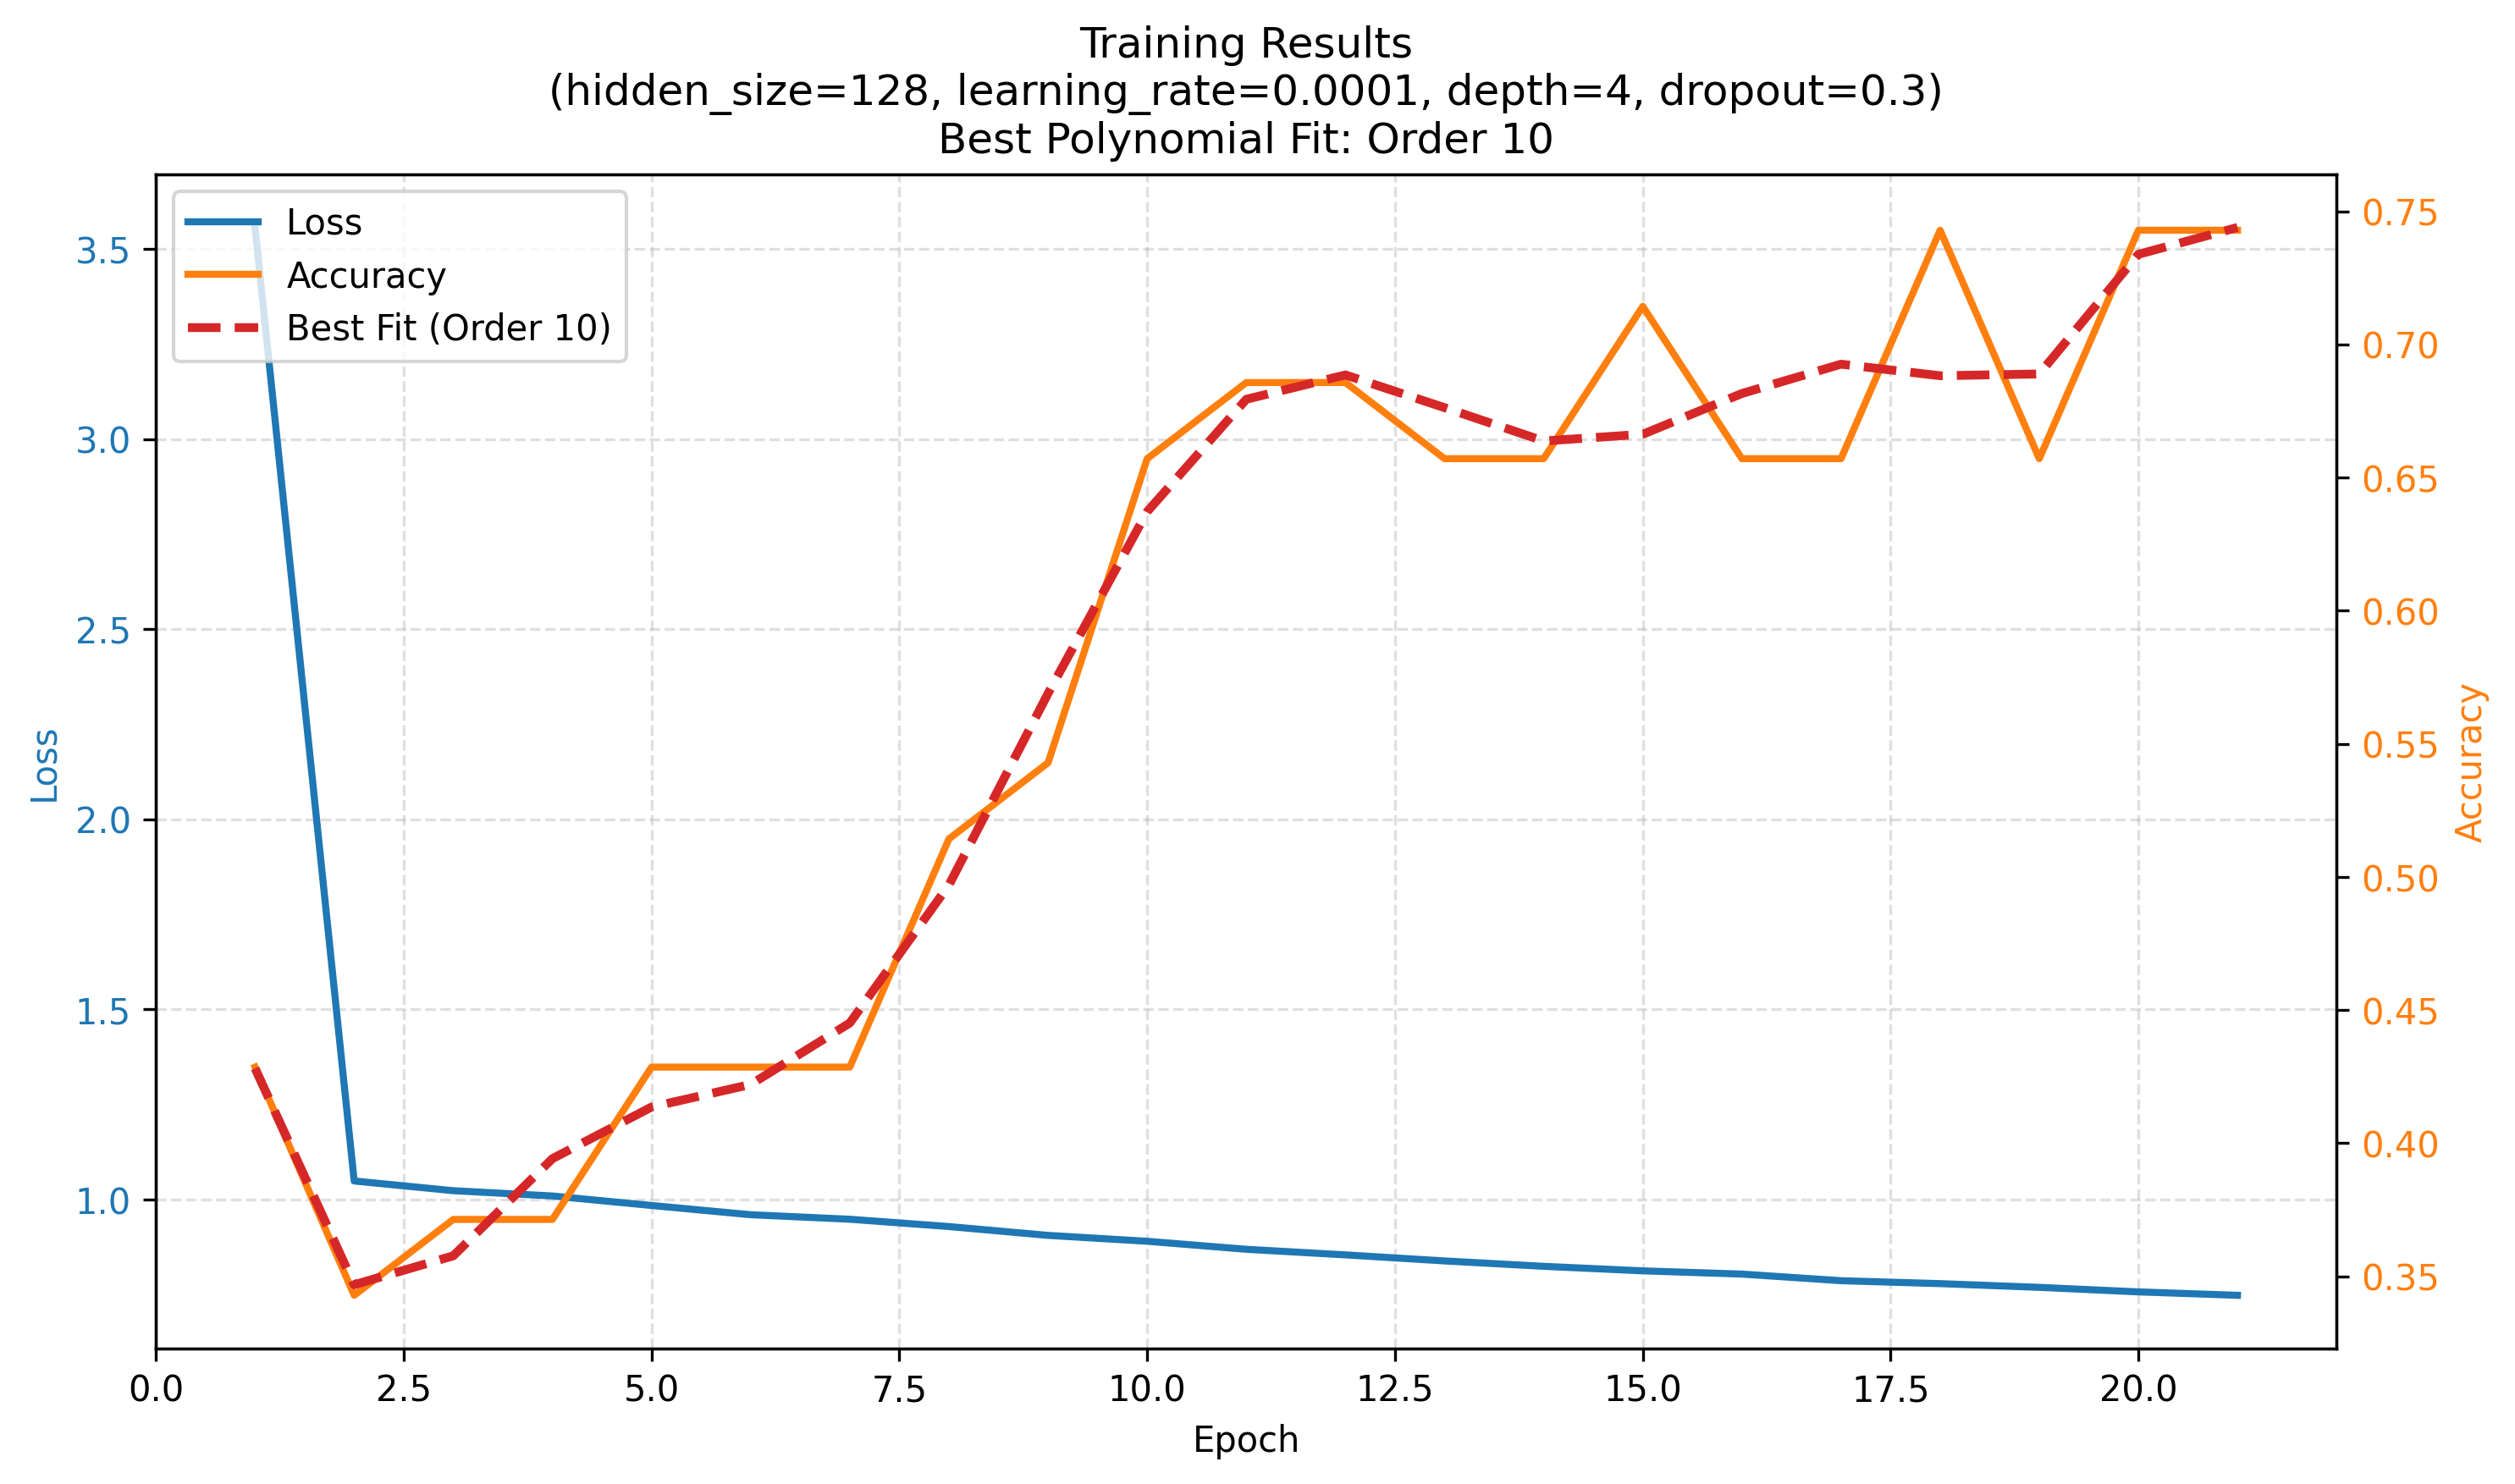 Training Results
(hidden_size=128, learning_rate=0.0001, depth=4, dropout=0.3)
Best Polynomial Fit: Order 10
Loss
Accuracy
Best Fit (Order 10)
3.5
3.0
2.5
2.0
1.5
1.0
Loss
0.75
0.70
0.65
0.60
0.55
0.50
0.45
0.40
0.35
Accuracy
0.0 2.5 5.0 7.5 10.0 12.5 15.0 17.5 20.0
Epoch